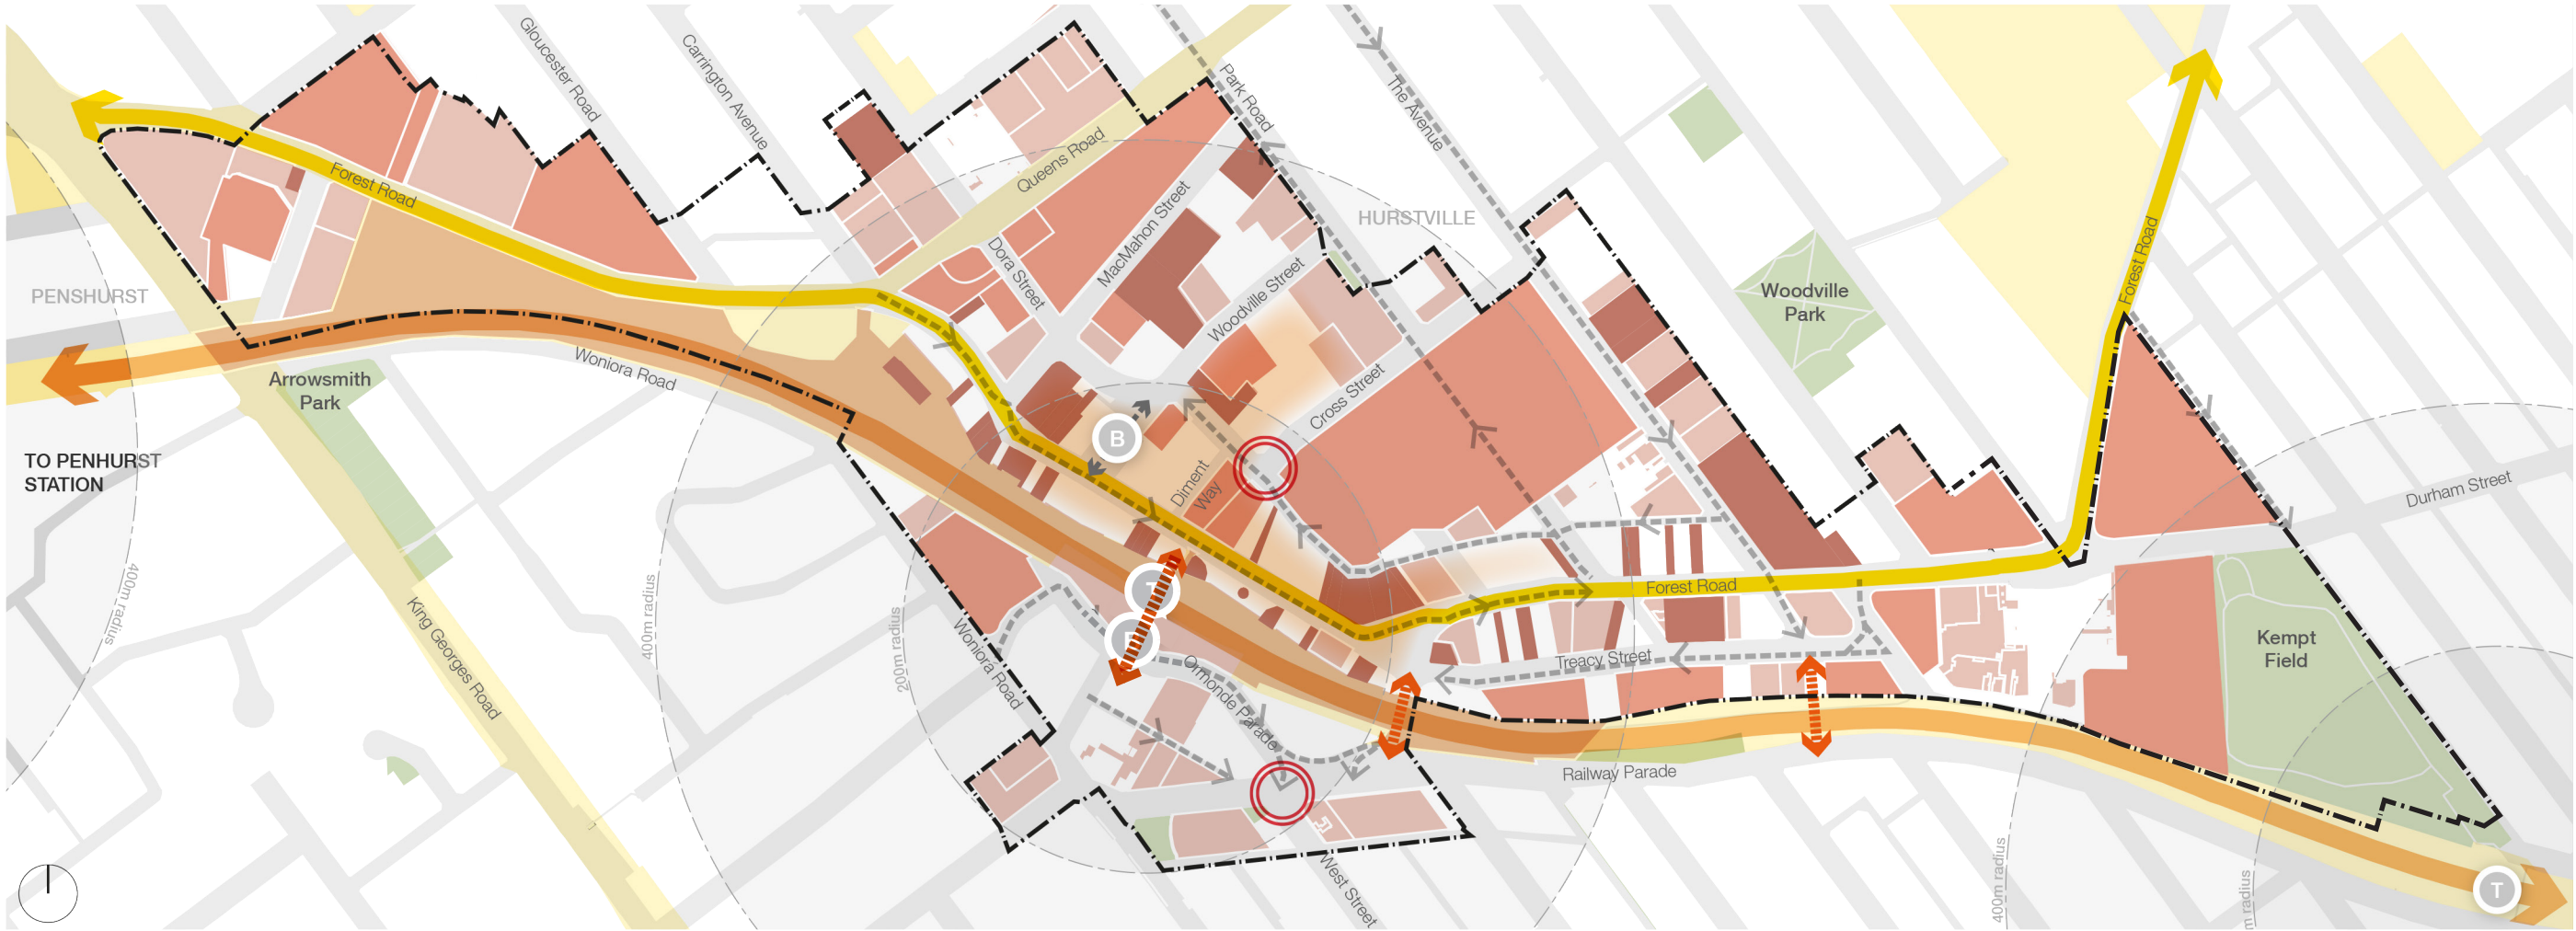 Gloucester Road
Carrington Avenue
Park Road
The Avenue
Queens Road
Forest Road
MacMahon Street
HURSTVILLE
Dora Street
Woodville Street
Woodville
Park
Forest Road
PENSHURST
Woniora Road
Arrowsmith
Park
Cross Street
TO PENHURST
STATION
B
Diment
Way
Durham Street
400m radius
400m radius
200m radius
King Georges Road
Woniora Road
T
B
Ormonde Parade
Forest Road
Treacy Street
Kempt
Field
Railway Parade
West Street
400m radius
m radius
T